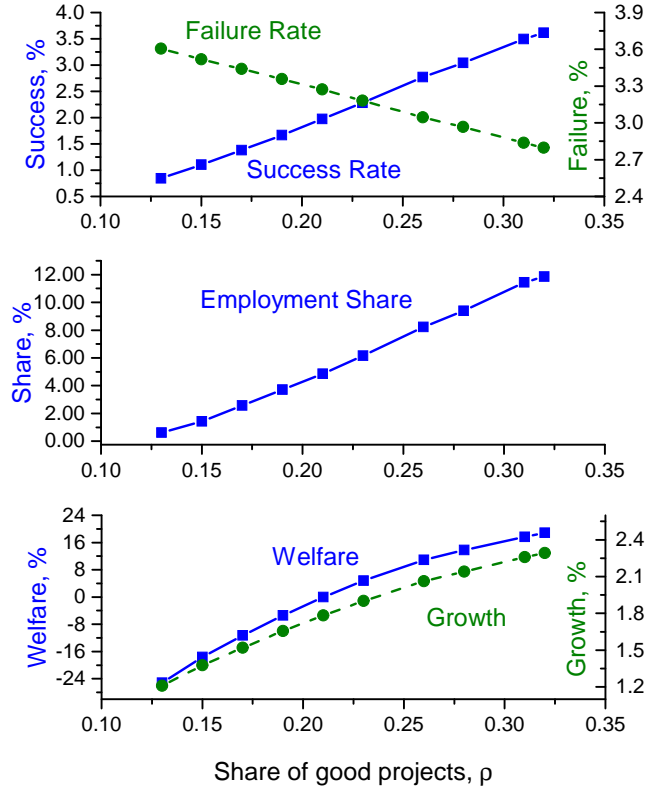 Failure Rate
Success Rate
Success, %
Failure, %
4.0
3.5
3.0
2.5
2.0
1.5
1.0
0.5
3.9
3.6
3.3
3.0
2.7
2.4
0.10 0.15 0.20 0.25 0.30 0.35
Employment Share
Share, %
12.00
10.00
8.00
6.00
4.00
2.00
0.00
0.10 0.15 0.20 0.25 0.30 0.35
Welfare
Growth
Welfare, %
Growth, %
24
16
8
0
-8
-16
-24
2.4
2.1
1.8
1.5
1.2
0.10 0.15 0.20 0.25 0.30 0.35
Share of good projects, ρ